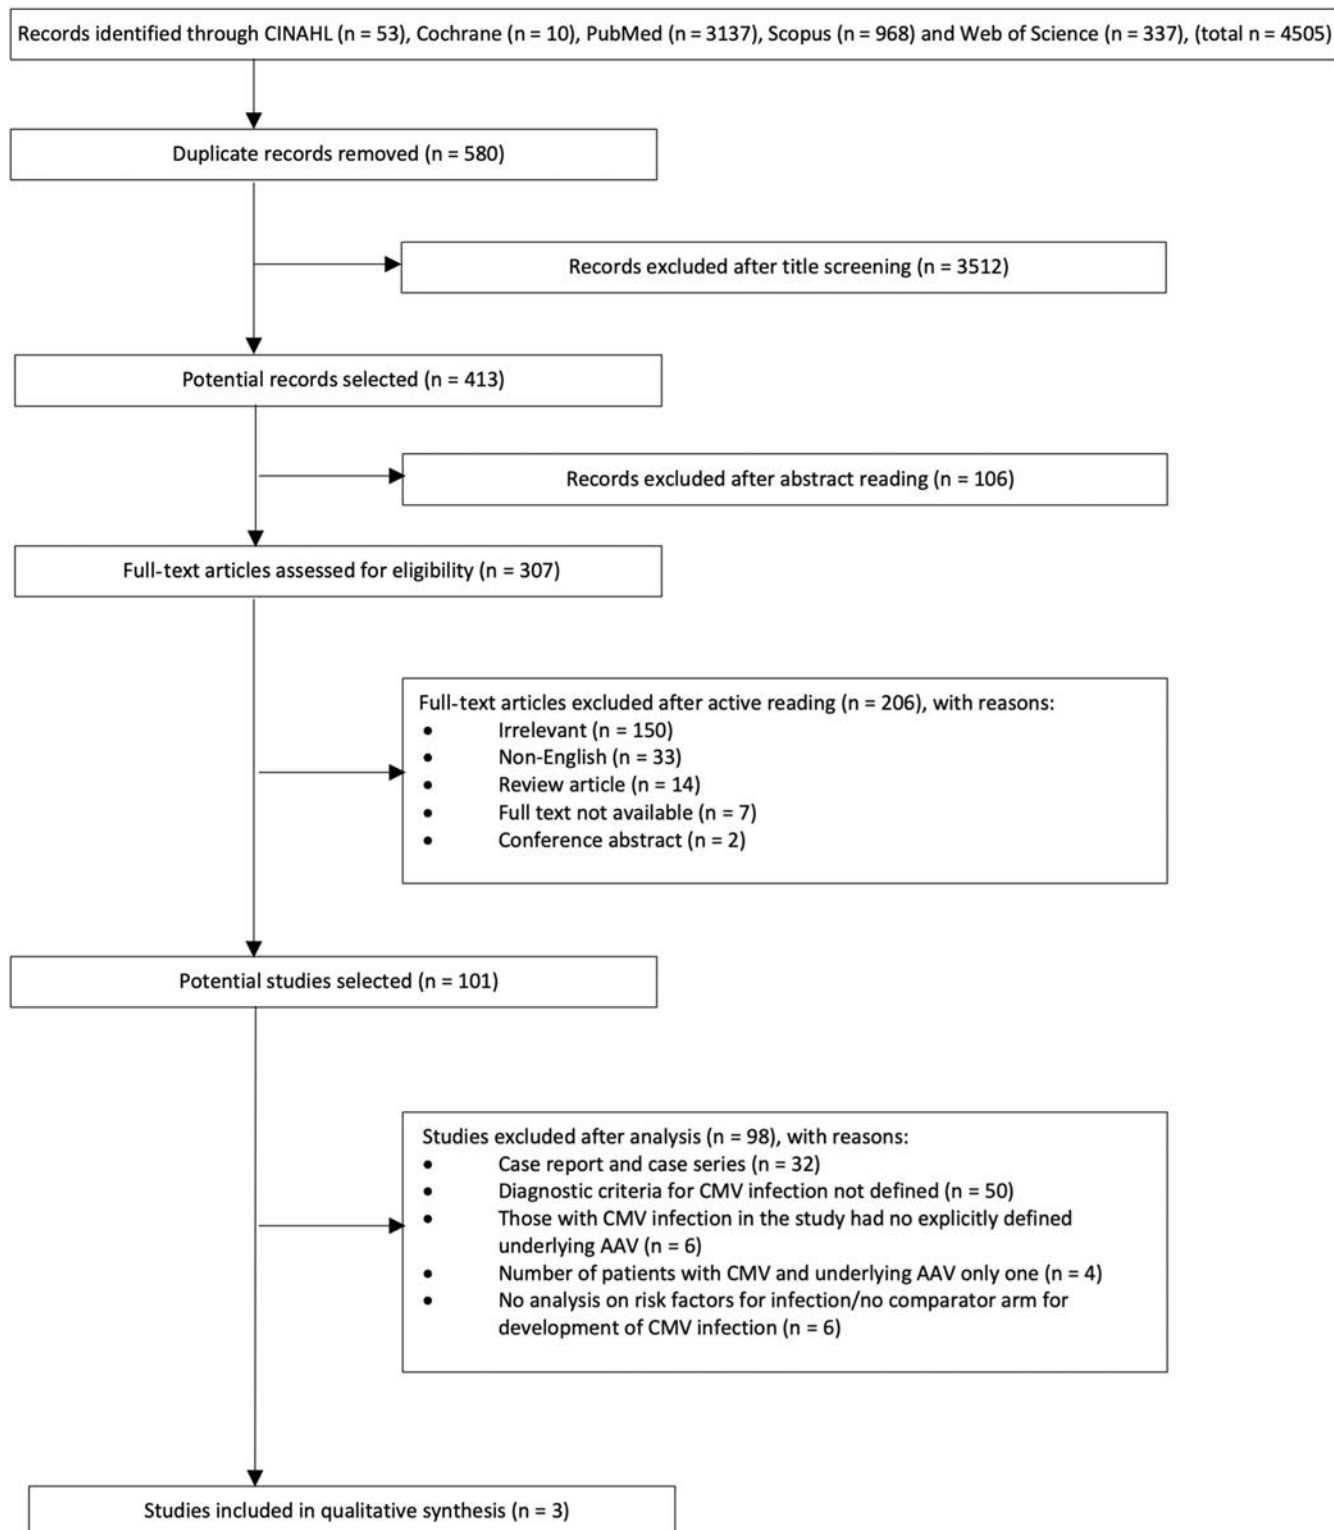 Records identified through CINAHL (n = 53), Cochrane (n = 10), PubMed (n = 3137), Scopus (n = 968) and Web of Science (n = 337), (total n = 4505)
Duplicate records removed (n = 580)
Records excluded after title screening (n = 3512)
Potential records selected (n = 413)
Records excluded after abstract reading (n = 106)
Full-text articles assessed for eligibility (n = 307)
Full-text articles excluded after active reading (n = 206), with reasons:
• Irrelevant (n = 150)
• Non-English (n = 33)
• Review article (n = 14)
• Full text not available (n = 7)
• Conference abstract (n = 2)
Potential studies selected (n = 101)
Studies excluded after analysis (n = 98), with reasons:
• Case report and case series (n = 32)
• Diagnostic criteria for CMV infection not defined (n = 50)
• Those with CMV infection in the study had no explicitly defined
underlying AAV (n = 6)
• Number of patients with CMV and underlying AAV only one (n = 4)
• No analysis on risk factors for infection/no comparator arm for
development of CMV infection (n = 6)
Studies included in qualitative synthesis (n = 3)